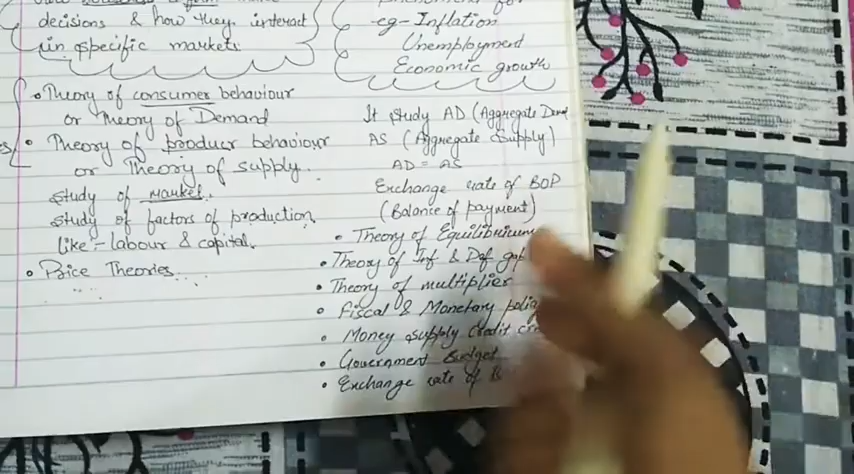 decisions & how they interact
in specific markets
• Theory of consumer behaviour
or Theory of Demand
• Theory of producer behaviour
or Theory of supply.
study of market.
study of factors of production
like:- labour & capital.
• Price Theories
eg-Inflation
Unemployment
Economic growth
It study AD (Aggregate
AS (Aggregate Supply)
AD = AS
Exchange rate of BOP
(Balance of payment)
• Theory of Equilibrium
• Theory of Inf & Def
• Theory of multiplier
• Fiscal & Monetary
• Money supply Credit
• Government Budget
• Exchange rate of